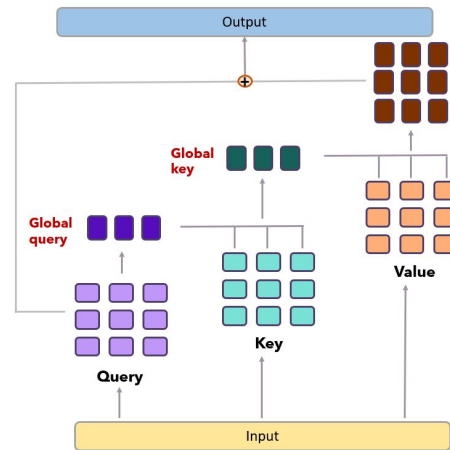 Output
Global
key
Global
query
Value
Key
Query
Input